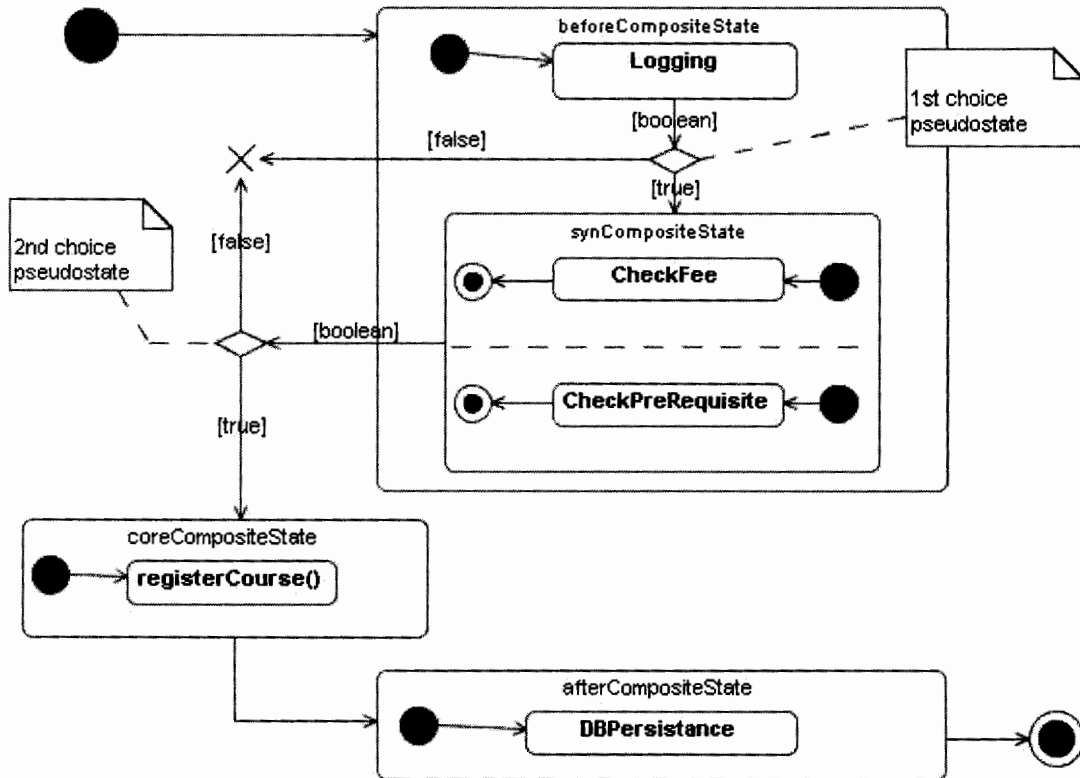 beforeCompositeState
Logging
1st choice
pseudostate
[boolean]
[false]
[true]
2nd choice
pseudostate
[false]
synCompositeState
CheckFee
[boolean]
CheckPreRequisite
[true]
coreCompositeState
registerCourse()
afterCompositeState
DBPersistance